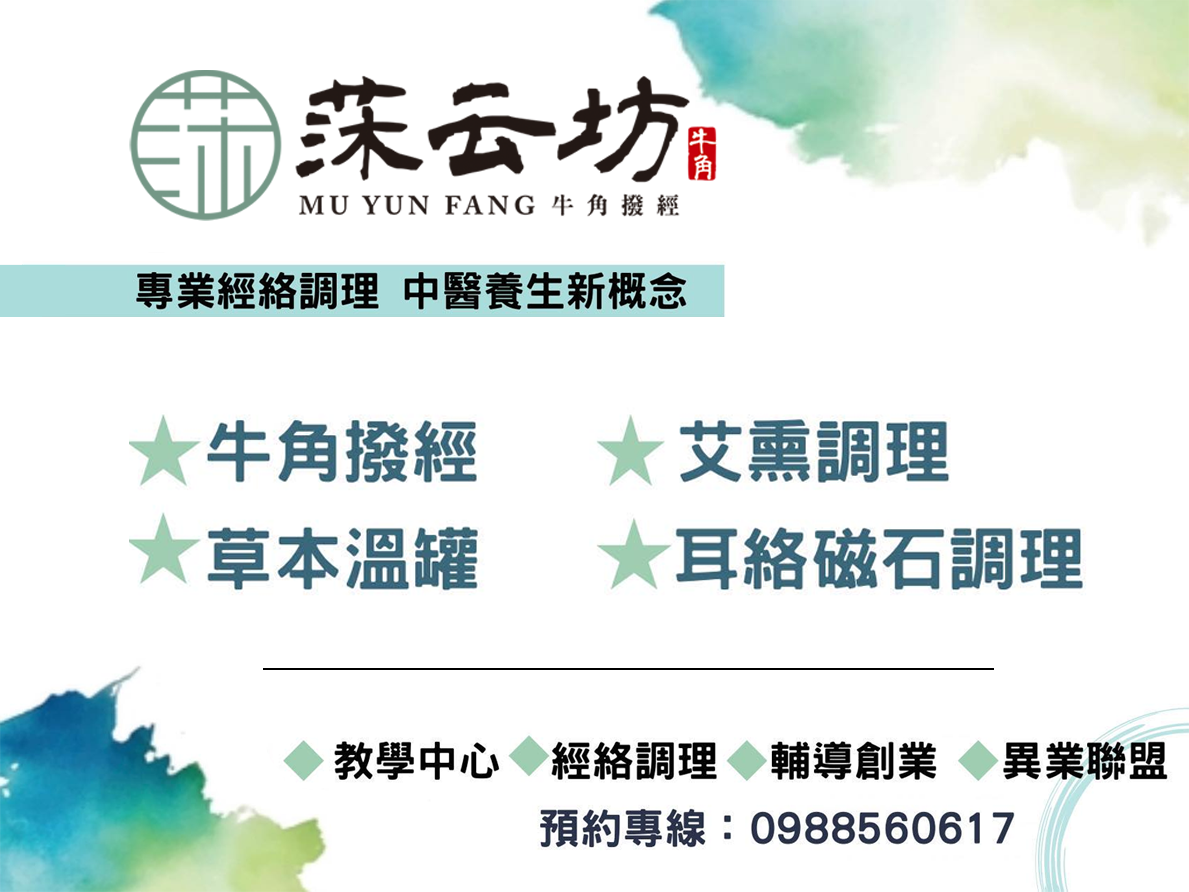 莯云坊
牛角
MU YUN FANG 牛角撥經
專業經絡調理 中醫養生新概念
★牛角撥經 ★艾熏調理
★草本溫罐 ★耳絡磁石調理
◆教學中心 ◆經絡調理 ◆輔導創業 ◆異業聯盟
預約專線：0988560617